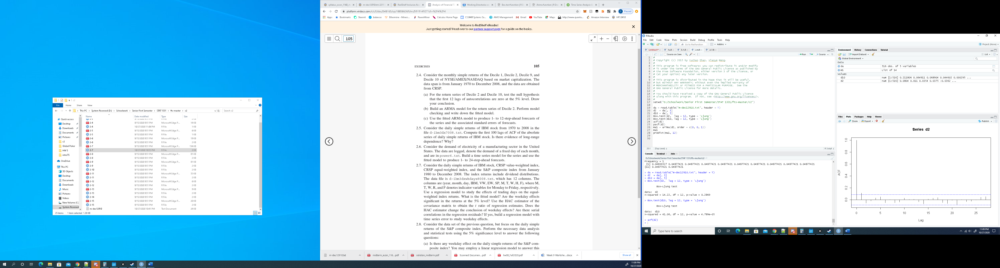 c2
File Home Share View
This PC › System Reserved (D:) › Schoolwork › Senior First Semester › STAT 1331 › fts-master › c2
Search c2
Quick access
Desktop
Downloads
Documents
Pictures
c2
Global Poker
HW 5
introTS
OneDrive
This PC
3D Objects
Desktop
Documents
Downloads
Music
Pictures
Videos
New Volume (C:)
System Reserved
Name Date modified Type Size
2-4 9/15/2020 9:51 PM Microsoft Edge P... 14 KB
2-4 10/27/2020 11:06 PM R File 1 KB
2-5 9/15/2020 9:51 PM Microsoft Edge P... 6 KB
2-5 9/15/2020 9:51 PM R File 1 KB
2-6 9/15/2020 9:51 PM Microsoft Edge P... 19 KB
2-6 9/15/2020 9:51 PM R File 2 KB
2-7 9/15/2020 9:51 PM Microsoft Edge P... 134 KB
2-7 10/27/2020 10:53 PM R File 2 KB
2-8 9/15/2020 9:51 PM Microsoft Edge P... 81 KB
2-8 9/15/2020 9:51 PM R File 2 KB
2-9 9/15/2020 9:51 PM Microsoft Edge P... 81 KB
2-9 9/15/2020 9:51 PM R File 2 KB
2-10 9/15/2020 9:51 PM R File 2 KB
2-11 9/15/2020 9:51 PM Microsoft Edge P... 33 KB
2-11 9/15/2020 9:51 PM R File 2 KB
2-12 9/15/2020 9:51 PM Microsoft Edge P... 6 KB
2-12 9/15/2020 9:51 PM R File 2 KB
2-13 9/15/2020 9:51 PM Microsoft Edge P... 9 KB
2-13 9/15/2020 9:51 PM R File 2 KB
2-14 9/15/2020 9:51 PM R File 2 KB
2-15 9/15/2020 9:51 PM Microsoft Edge P... 20 KB
2-15 9/15/2020 9:51 PM R File 2 KB
m-dec12910 10/27/2020 10:41 PM Text Document 24 KB
25 items 1 item selected 1.38 KB
syllabus_econ_1160_ m-dec12910.txt: 2211 F RedShelf Inclusive Acc Analysis of Financial T Working Directories a Box.test function | R D Arima function | R Do Time Series Analysis U
platform.virdocs.com/r/s/0/doc/548165/sp/188586369/mi/591914927?cfi=%2F4%2F4
Paused
Apps Bookmarks Steemit balances Ethermine - Miners... RavenMiner Calculus Home Page CS 0449 Systems So... AMO Management Gmail YouTube Maps http://www.quantu... Amazon Interview HPS 0410
Welcome to RedShelf eReader!
Just getting started? Head over to our partner support page for a guide on the basics.
105
EXERCISES 105
2.4. Consider the monthly simple returns of the Decile 1, Decile 2, Decile 9, and
Decile 10 of NYSE/AMEX/NASDAQ based on market capitalization. The
data span is from January 1970 to December 2008, and the data are obtained
from CRSP.
(a) For the return series of Decile 2 and Decile 10, test the null hypothesis
that the first 12 lags of autocorrelations are zero at the 5% level. Draw
your conclusion.
(b) Build an ARMA model for the return series of Decile 2. Perform model
checking and write down the fitted model.
(c) Use the fitted ARMA model to produce 1- to 12-step-ahead forecasts of
the series and the associated standard errors of forecasts.
2.5. Consider the daily simple returns of IBM stock from 1970 to 2008 in the
file d-ibm3dx7008.txt. Compute the first 100 lags of ACF of the absolute
series of daily simple returns of IBM stock. Is there evidence of long-range
dependence? Why?
2.6. Consider the demand of electricity of a manufacturing sector in the United
States. The data are logged, denote the demand of a fixed day of each month,
and are in power6.txt. Build a time series model for the series and use the
fitted model to produce 1- to 24-step-ahead forecasts.
2.7. Consider the daily simple returns of IBM stock, CRSP value-weighted index,
CRSP equal-weighted index, and the S&P composite index from January
1980 to December 2008. The index returns include dividend distributions.
The data file is d-ibm3dxwkdays8008.txt, which has 12 columns. The
columns are (year, month, day, IBM, VW, EW, SP, M, T, W, H, F), where M,
T, W, R, and F denotes indicator variables for Monday to Friday, respectively.
Use a regression model to study the effects of trading days on the equal-
weighted index returns. What is the fitted model? Are the weekday effects
significant in the returns at the 5% level? Use the HAC estimator of the
covariance matrix to obtain the t ratio of regression estimates. Does the
HAC estimator change the conclusion of weekday effects? Are there serial
correlations in the regression residuals? If yes, build a regression model with
time series error to study weekday effects.
2.8. Consider the data set of the previous question, but focus on the daily simple
returns of the S&P composite index. Perform the necessary data analysis
and statistical tests using the 5% significance level to answer the following
questions:
(a) Is there any weekday effect on the daily simple returns of the S&P com-
posite index? You may employ a linear regression model to answer this
m-dec12910.txt midterm_econ_116....pdf solution_midterm.pdf Scanned Documen....pdf hw09_Fall2020.pdf Week 9 Workshe....docx Show all
11:09 PM
10/27/2020
RStudio
File Edit Code View Plots Session Build Debug Profile Tools Help
Go to file/function Addins Project: (None)
Untitled1* 1c.R 5-1.R 2-4.R 2-7.R
Source on Save Run Source
1 #
2 # Copyright (c) 2015 by Yuchao Zhao, Xiaoye Meng.
3 #
4 # This program is free software: you can redistribute it and/or modify
5 # it under the terms of the GNU General Public License as published by
6 # the Free Software Foundation, either version 3 of the License, or
7 # (at your option) any later version.
8 #
9 # This program is distributed in the hope that it will be useful,
10 # but WITHOUT ANY WARRANTY; without even the implied warranty of
11 # MERCHANTABILITY or FITNESS FOR A PARTICULAR PURPOSE. See the
12 # GNU General Public License for more details.
13 #
14 # You should have received a copy of the GNU General Public License
15 # along with this program. If not, see <http://www.gnu.org/licenses/>.
16 #
17 setwd("D:/Schoolwork/Senior First Semester/STAT 1331/fts-master/c2")
18
19 da = read.table("m-dec12910.txt", header = T)
20 d2 = da[, 3]
21 d10 = da[, 5]
22 Box.test(d2, lag = 12, type = 'Ljung')
23 Box.test(d10, lag = 12, type = 'Ljung')
24 acf(d2)
25 pacf(d2)
26 ma1 = arima(d2, order = c(0, 0, 1))
27 ma1
28 predict(ma1, 12)
29
30
25:1 (Top Level) R Script
Console Terminal Jobs
D:/Schoolwork/Senior First Semester/STAT 1331/fts-master/c2/
Frequency = 1
[1] 0.04836527 0.04877421 0.04877421 0.04877421 0.04877421 0.04877421 0.04877421 0.04877421 0.04877421 0.04877421
[11] 0.04877421 0.04877421
> da = read.table("m-dec12910.txt", header = T)
> d2 = da[, 3]
> d10 = da[, 5]
> Box.test(d2, lag = 12, type = 'Ljung')
Box-Ljung test
data: d2
X-squared = 14.22, df = 12, p-value = 0.2869
> Box.test(d10, lag = 12, type = 'Ljung')
Box-Ljung test
data: d10
X-squared = 41.06, df = 12, p-value = 4.789e-05
> acf(d2)
>
Environment History Connections Tutorial
Import Dataset List
Global Environment
Data
da 516 obs. of 5 variables
m1 List of 14
Values
d10 num [1:516] 0.211806 0.064911 0.068904 0.044602 0.000295 ...
d2 num [1:516] 0.0804 0.011 0.0354 0.0375 -0.0362 ...
Files Plots Packages Help Viewer
Zoom Export Publish
Series d2
ACF
0.0 0.2 0.4 0.6 0.8 1.0
0 5 10 15 20 25
Lag
Type here to search
11:09 PM
10/27/2020